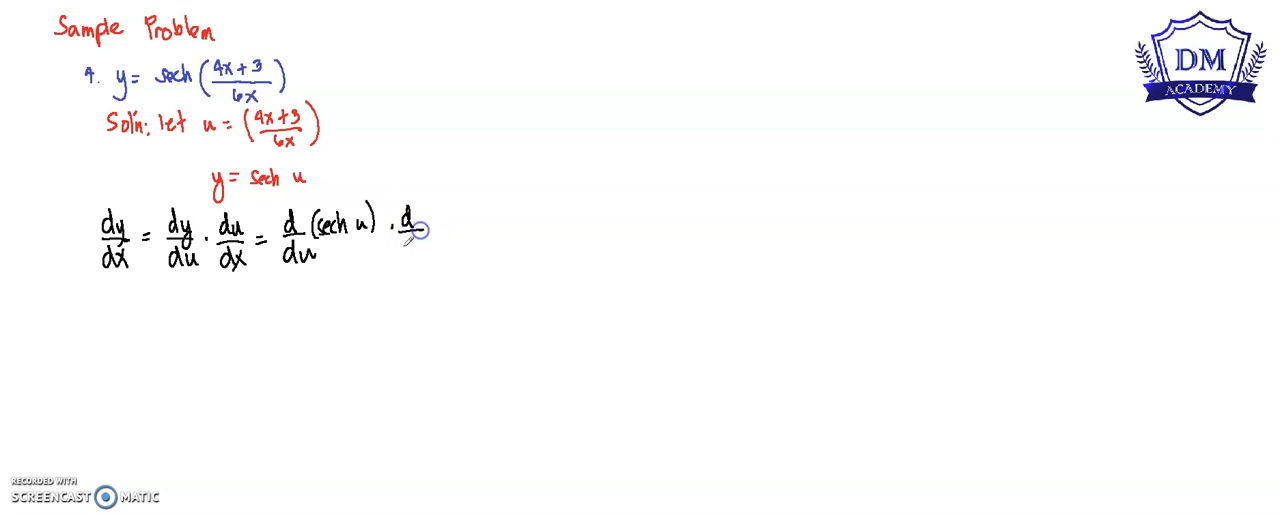 Sample Problem
4. y = sech (4x + 3 / 6x)
Sol'n: let u = (4x + 3 / 6x)
y = sech u
dy/dx = dy/du · du/dx = d/du (sech u) · d/
DM
ACADEMY
RECORDED WITH
SCREENCAST MATIC